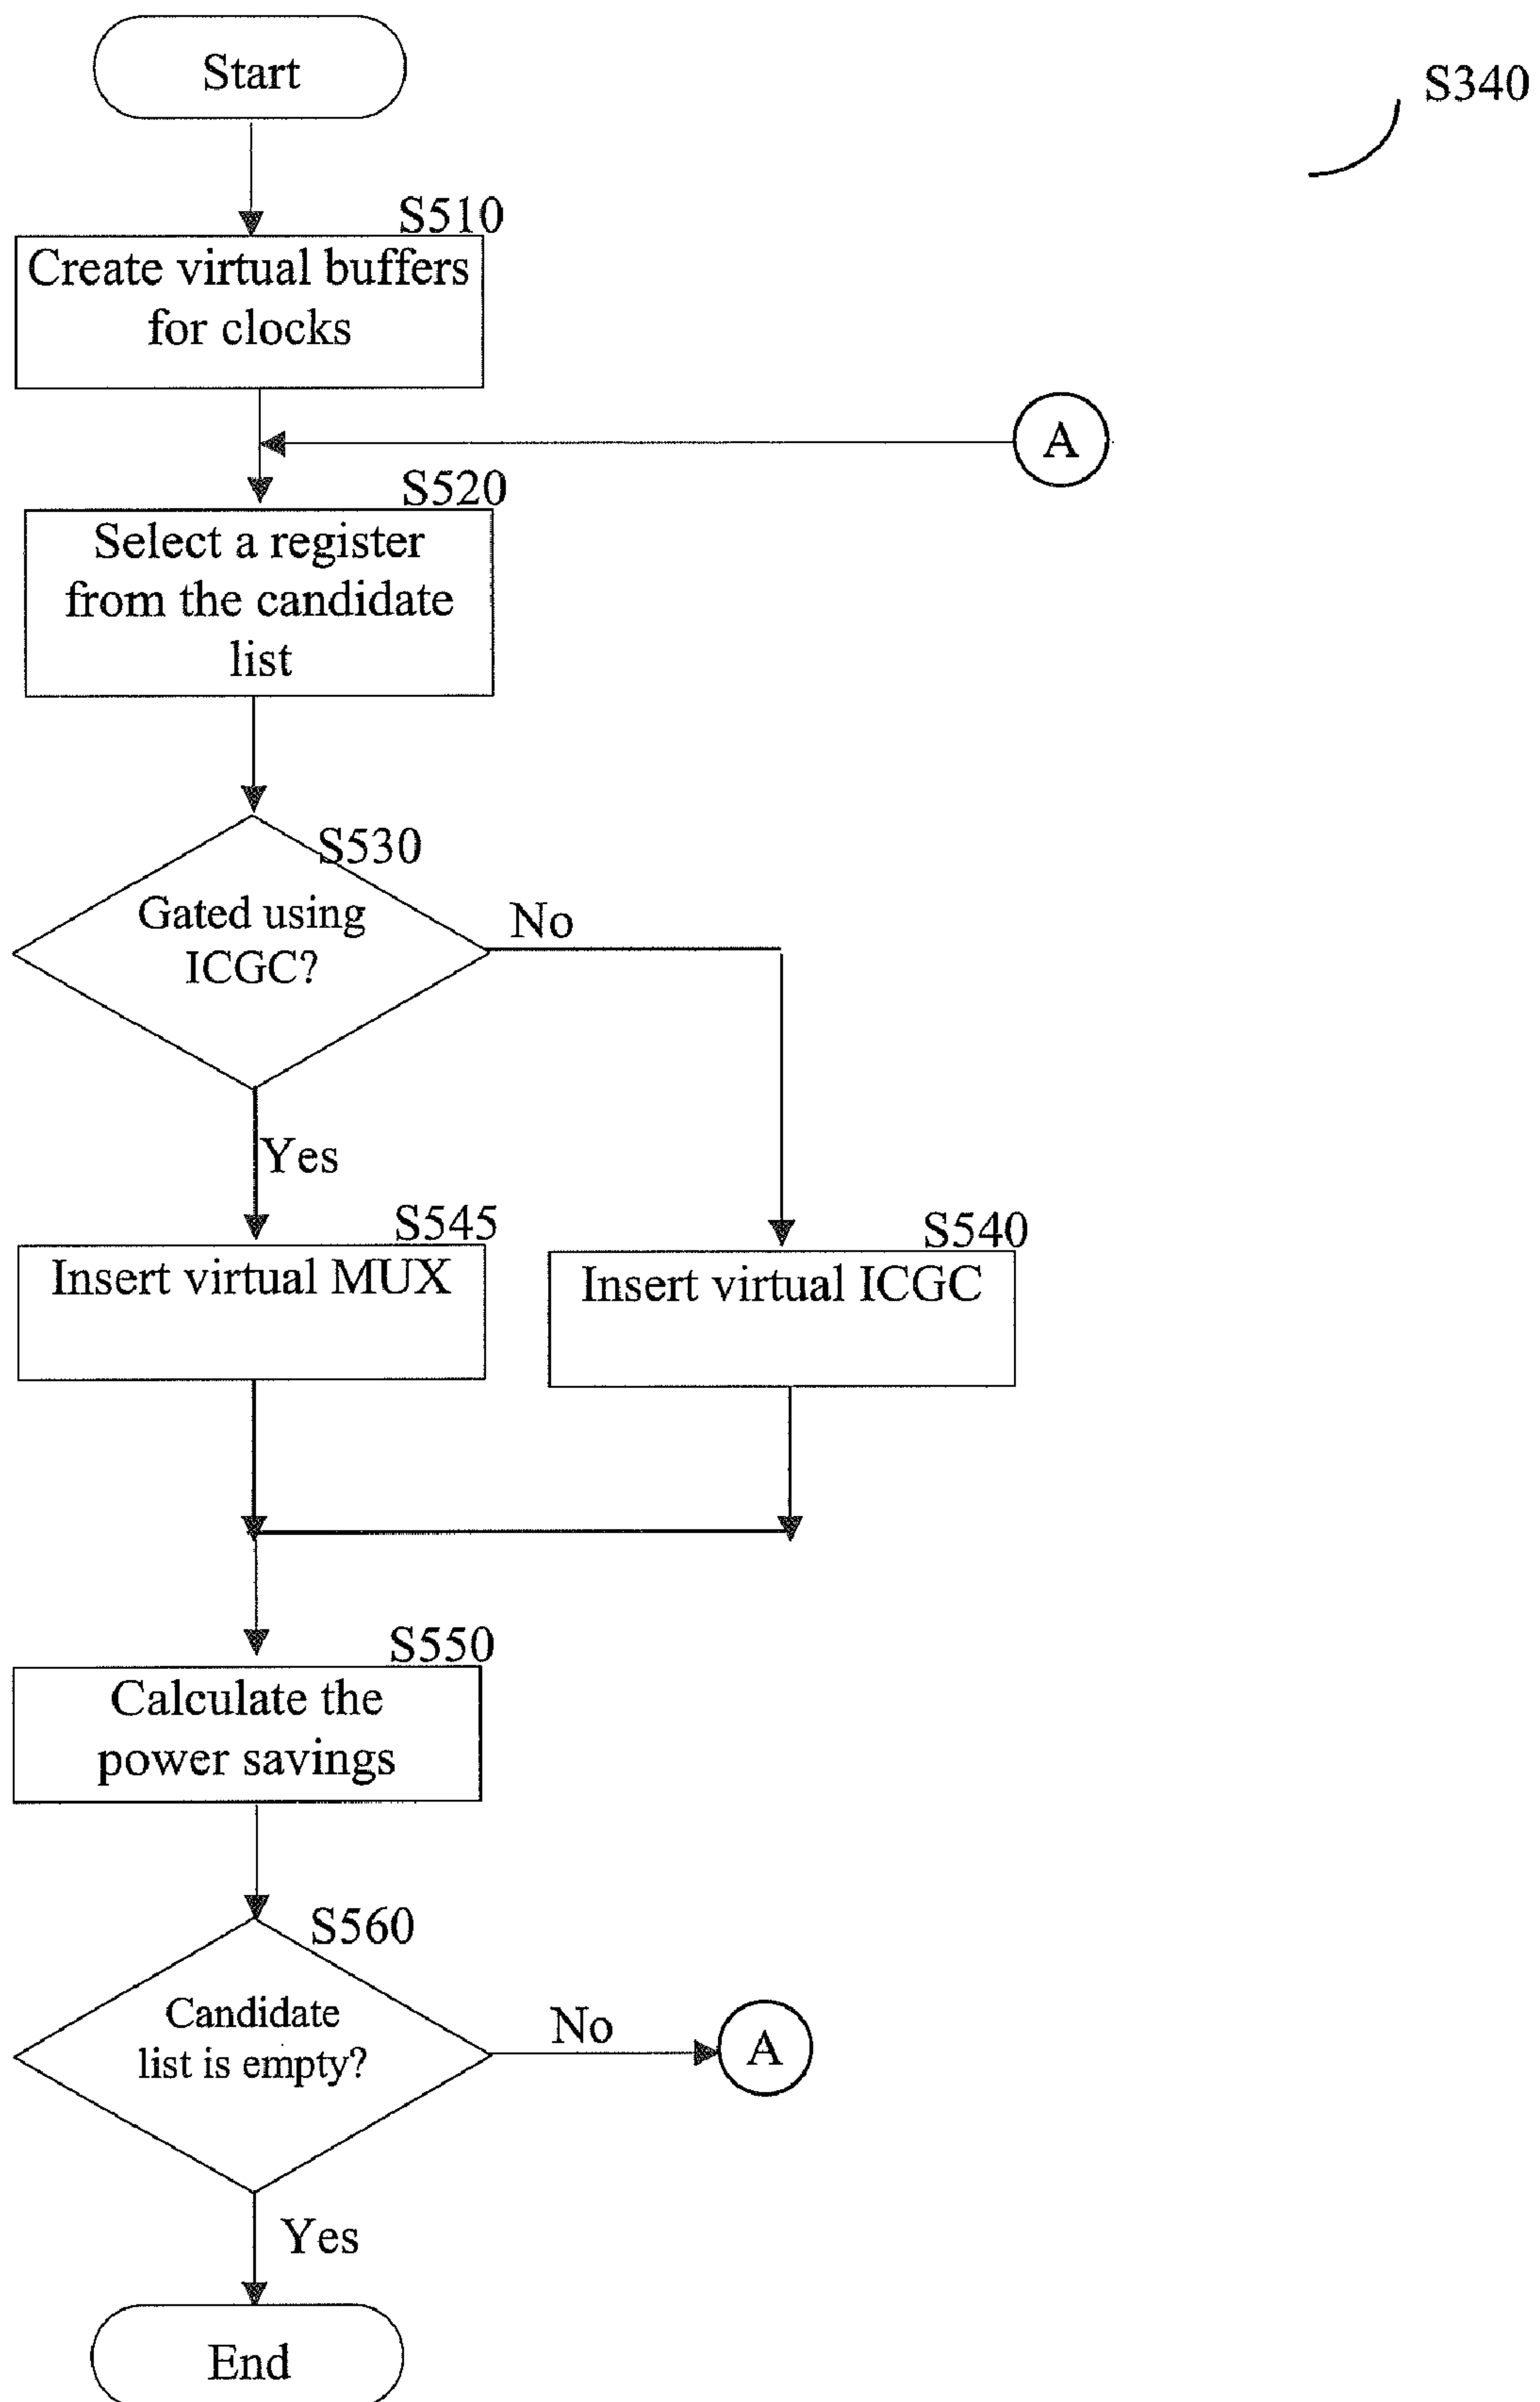 Start
S340
S510
Create virtual buffers
for clocks
A
S520
Select a register
from the candidate
list
S530
Gated using
ICGC?
No
Yes
S545
Insert virtual MUX
S540
Insert virtual ICGC
S550
Calculate the
power savings
S560
Candidate
list is empty?
No
A
Yes
End